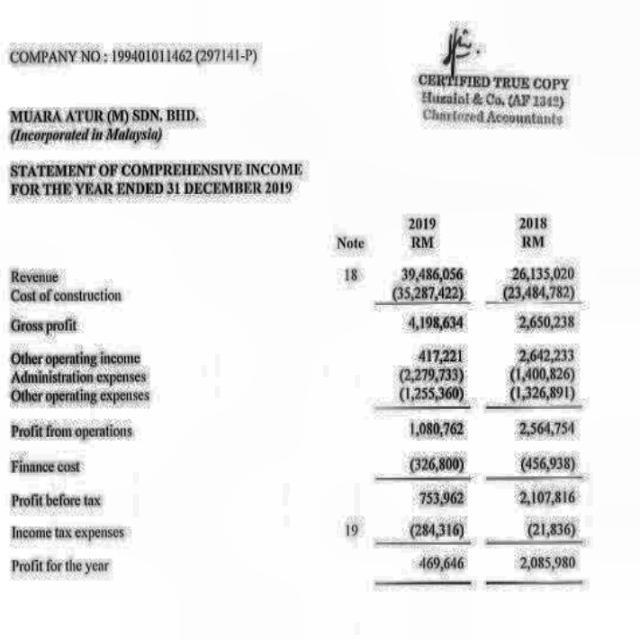 COMPANY NO : 199401011462 (297141-P)
CERTIFIED TRUE COPY
Huzaini & Co. (AF 1342)
Chartered Accountants
MUARA ATUR (M) SDN. BHD.
(Incorporated in Malaysia)
STATEMENT OF COMPREHENSIVE INCOME
FOR THE YEAR ENDED 31 DECEMBER 2019
2019 2018
Note RM RM
Revenue 18 39,486,056 26,135,020
Cost of construction (35,287,422) (23,484,782)
Gross profit 4,198,634 2,650,238
Other operating income 417,221 2,642,233
Administration expenses (2,279,733) (1,400,826)
Other operating expenses (1,255,360) (1,326,891)
Profit from operations 1,080,762 2,564,754
Finance cost (326,800) (456,938)
Profit before tax 753,962 2,107,816
Income tax expenses 19 (284,316) (21,836)
Profit for the year 469,646 2,085,980